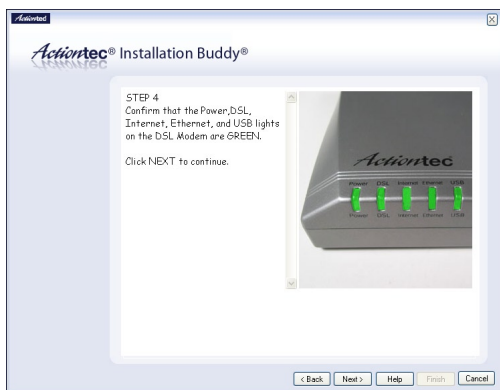 Actiontec
Actiontec® Installation Buddy®
STEP 4
Confirm that the Power,DSL,
Internet, Ethernet, and USB lights
on the DSL Modem are GREEN.
Click NEXT to continue.
Actiontec
Power DSL Internet Ethernet USB
Power DSL Internet Ethernet USB
< Back Next > Help Finish Cancel